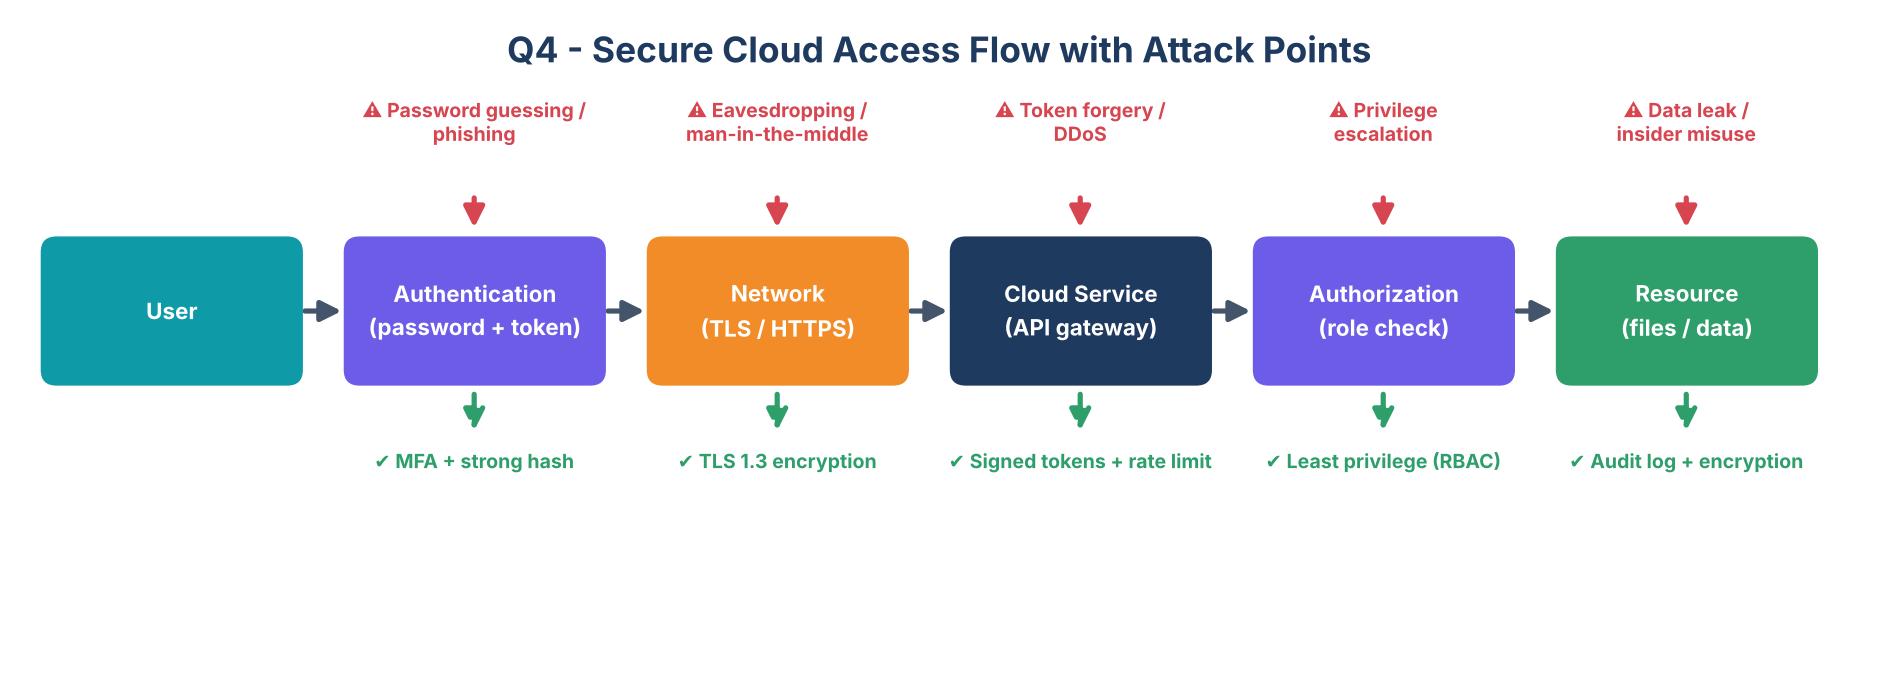 Q4 - Secure Cloud Access Flow with Attack Points
⚠ Password guessing /
phishing
⚠ Eavesdropping /
man-in-the-middle
⚠ Token forgery /
DDoS
⚠ Privilege
escalation
⚠ Data leak /
insider misuse
User
Authentication
(password + token)
Network
(TLS / HTTPS)
Cloud Service
(API gateway)
Authorization
(role check)
Resource
(files / data)
✔ MFA + strong hash
✔ TLS 1.3 encryption
✔ Signed tokens + rate limit
✔ Least privilege (RBAC)
✔ Audit log + encryption